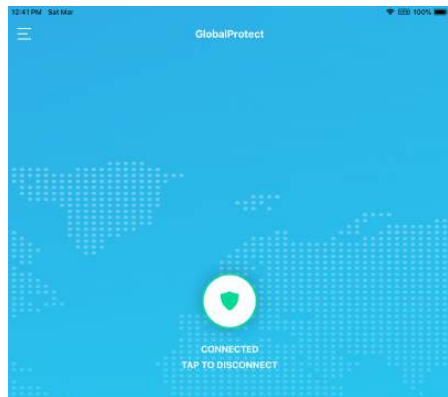 12:41 PM Sat Mar
100%
GlobalProtect
CONNECTED
TAP TO DISCONNECT